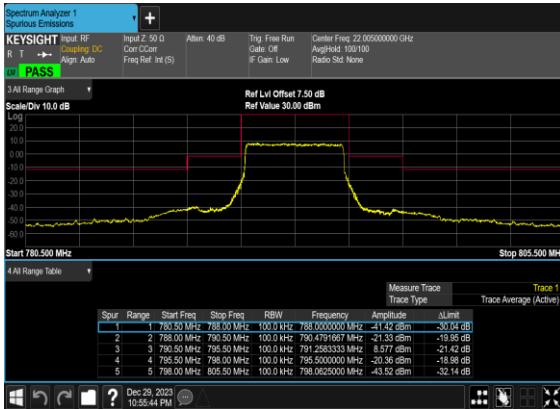 Spectrum Analyzer 1
Spurious Emissions
+
KEYSIGHT Input: RF Input Z: 50 Ω Atten: 40 dB Trig: Free Run Center Freq: 22.005000000 GHz
R T Coupling: DC Corr CCorr Gate: Off Avg|Hold: 100/100
Align: Auto Freq Ref: Int (S) IF Gain: Low Radio Std: None
PASS
3 All Range Graph
Ref Lvl Offset 7.50 dB
Scale/Div 10.0 dB Ref Value 30.00 dBm
Log
20.0
10.0
0.00
-10.0
-20.0
-30.0
-40.0
-50.0
-60.0
Start 780.500 MHz Stop 805.500 MH
4 All Range Table
Measure Trace Trace 1
Trace Type Trace Average (Active)
Spur Range Start Freq Stop Freq RBW Frequency Amplitude ΔLimit
1 1 780.50 MHz 788.00 MHz 100.0 kHz 788.0000000 MHz -41.42 dBm -30.04 dB
2 2 788.00 MHz 790.50 MHz 100.0 kHz 790.4791667 MHz -21.33 dBm -19.95 dB
3 3 790.50 MHz 795.50 MHz 100.0 kHz 791.2583333 MHz 8.577 dBm -21.42 dB
4 4 795.50 MHz 798.00 MHz 100.0 kHz 795.5000000 MHz -20.36 dBm -18.98 dB
5 5 798.00 MHz 805.50 MHz 100.0 kHz 798.0625000 MHz -43.52 dBm -32.14 dB
?
Dec 29, 2023
10:55:44 PM